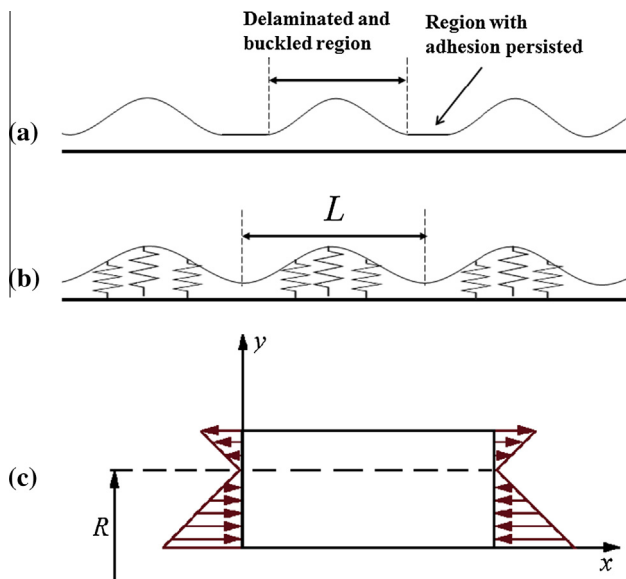 Delaminated and
buckled region
Region with
adhesion persisted
(a)
L
(b)
y
(c)
R
x